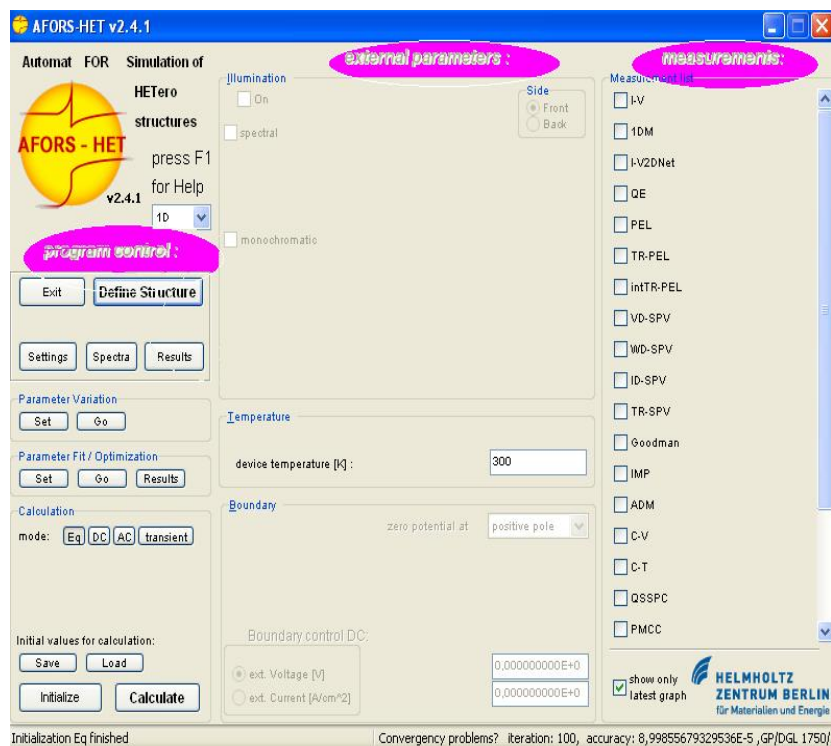 AFORS-HET v2.4.1
Automat FOR Simulation of
HETero
structures
AFORS - HET
v2.4.1
press F1
for Help
1D
program control :
Exit
Define Structure
Settings
Spectra
Results
Parameter Variation
Set
Go
Parameter Fit / Optimization
Set
Go
Results
Calculation
mode:
Eq
DC
AC
transient
Initial values for calculation:
Save
Load
Initialize
Calculate
external parameters :
Illumination
On
Side
Front
Back
spectral
monochromatic
Temperature
device temperature [K] :
300
Boundary
zero potential at
positive pole
Boundary control DC:
ext. Voltage [V]
0,000000000E+0
ext. Current [A/cm^2]
0,000000000E+0
measurements:
Measurement list
I-V
1DM
I-V2DNet
QE
PEL
TR-PEL
intTR-PEL
VD-SPV
WD-SPV
ID-SPV
TR-SPV
Goodman
IMP
ADM
C-V
C-T
QSSPC
PMCC
show only
latest graph
HELMHOLTZ
ZENTRUM BERLIN
für Materialien und Energie
Initialization Eq finished
Convergency problems? iteration: 100, accuracy: 8,99855679329536E-5 ,GP/DGL 1750/